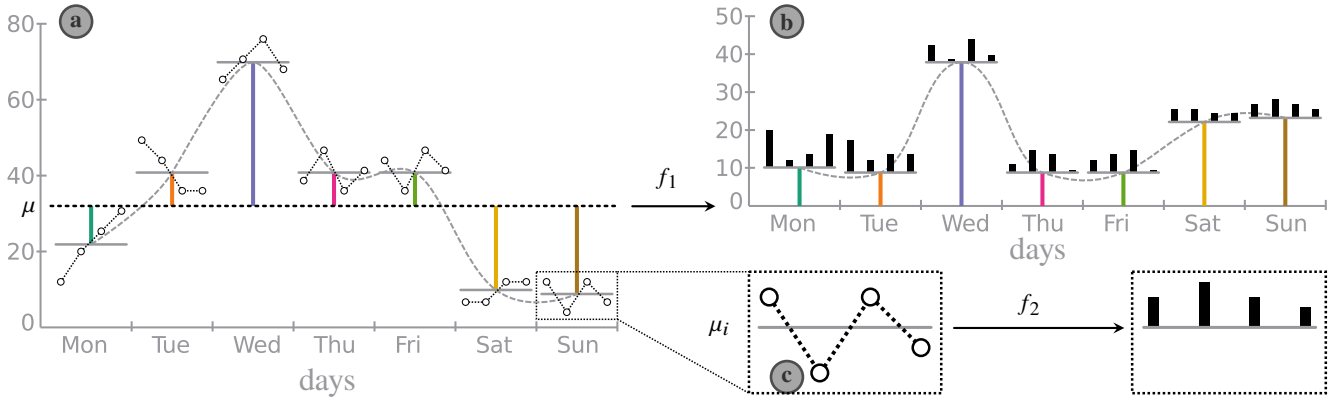 a
80
60
40
μ
20
0
Mon Tue Wed Thu Fri Sat Sun
days
f1
b
50
40
30
20
10
0
Mon Tue Wed Thu Fri Sat Sun
days
μi
c
f2